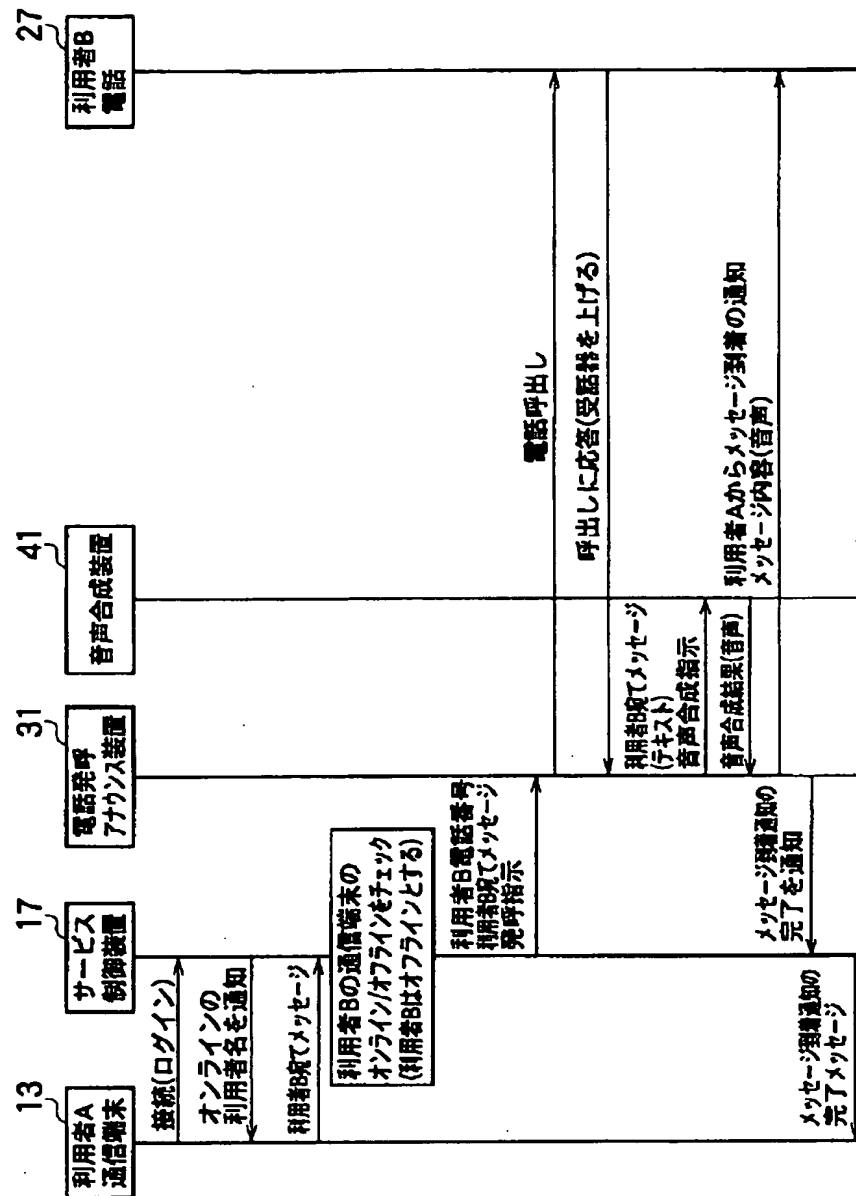 13
利用者A
通信端末
17
サービス
制御装置
31
電話発呼
アナウンス装置
41
音声合成装置
27
利用者B
電話
接続(ログイン)
オンラインの
利用者名を通知
利用者B宛てメッセージ
利用者Bの通信端末の
オンライン/オフラインをチェック
(利用者Bはオフラインとする)
利用者B電話番号
利用者B宛てメッセージ
発呼指示
電話呼出し
呼出しに応答(受話器を上げる)
利用者B宛てメッセージ
(テキスト)
音声合成指示
音声合成結果(音声)
利用者Aからメッセージ到着の通知
メッセージ内容(音声)
メッセージ到着通知の
完了を通知
メッセージ到着通知の
完了メッセージ